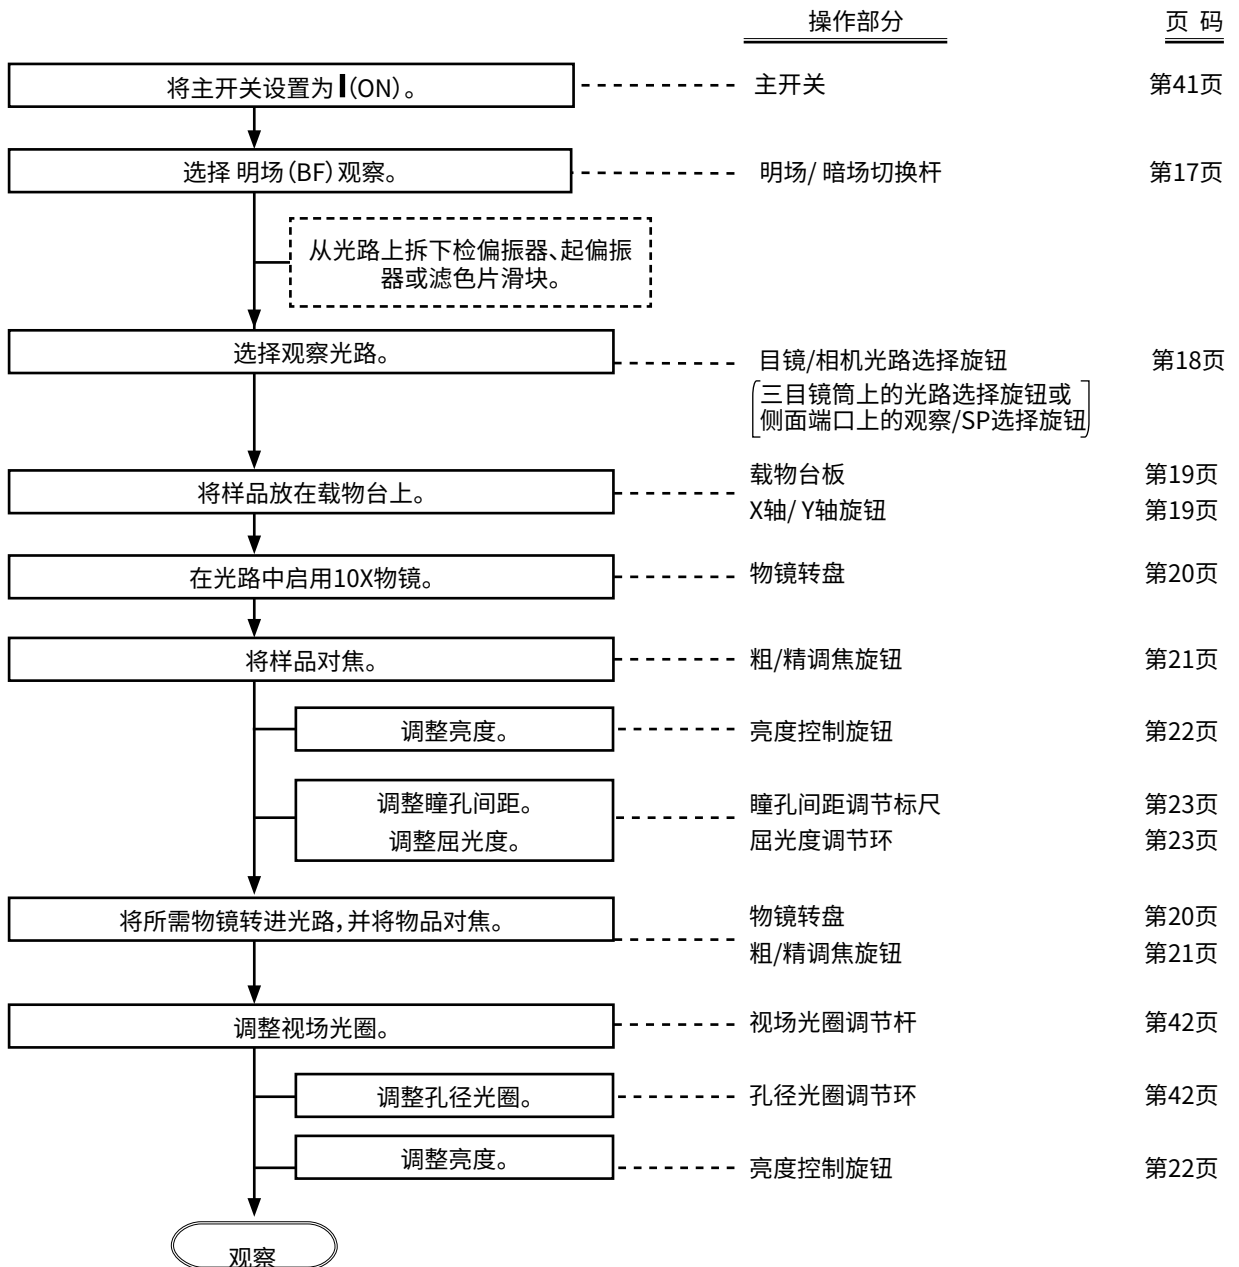 操作部分 页 码
将主开关设置为 I (ON)。 主开关 第41页
选择 明场(BF)观察。 明场/ 暗场切换杆 第17页
从光路上拆下检偏振器、起偏振
器或滤色片滑块。
选择观察光路。 目镜/相机光路选择旋钮 第18页
三目镜筒上的光路选择旋钮或
侧面端口上的观察/SP选择旋钮
将样品放在载物台上。 载物台板 第19页
X轴/ Y轴旋钮 第19页
在光路中启用10X物镜。 物镜转盘 第20页
将样品对焦。 粗/精调焦旋钮 第21页
调整亮度。 亮度控制旋钮 第22页
调整瞳孔间距。 瞳孔间距调节标尺 第23页
调整屈光度。 屈光度调节环 第23页
将所需物镜转进光路,并将物品对焦。 物镜转盘 第20页
粗/精调焦旋钮 第21页
调整视场光圈。 视场光圈调节杆 第42页
调整孔径光圈。 孔径光圈调节环 第42页
调整亮度。 亮度控制旋钮 第22页
观察